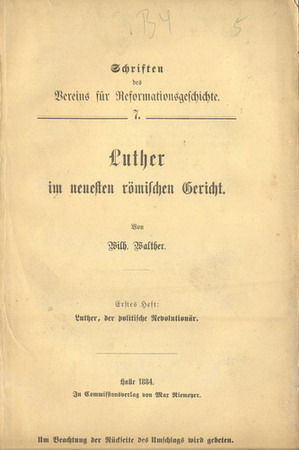 B4 5
Schriften
des
Vereins für Reformationsgeschichte.
7.
Luther
im neuesten römischen Gericht.
Von
Wilh. Walther.
Erstes Heft:
Luther, der politische Revolutionär.
Halle 1884.
In Commissionsverlag von Max Niemeyer.
Um Beachtung der Rückseite des Umschlags wird gebeten.